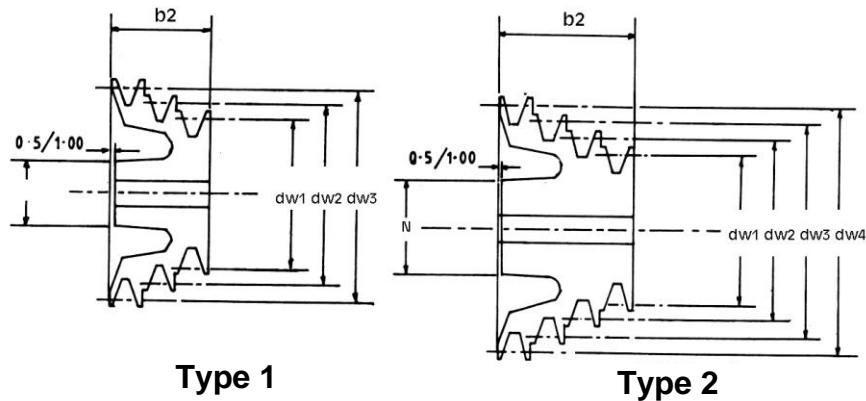 b2
0.5/1.00
dw1 dw2 dw3
Type 1
b2
0.5/1.00
N
dw1 dw2 dw3 dw4
Type 2